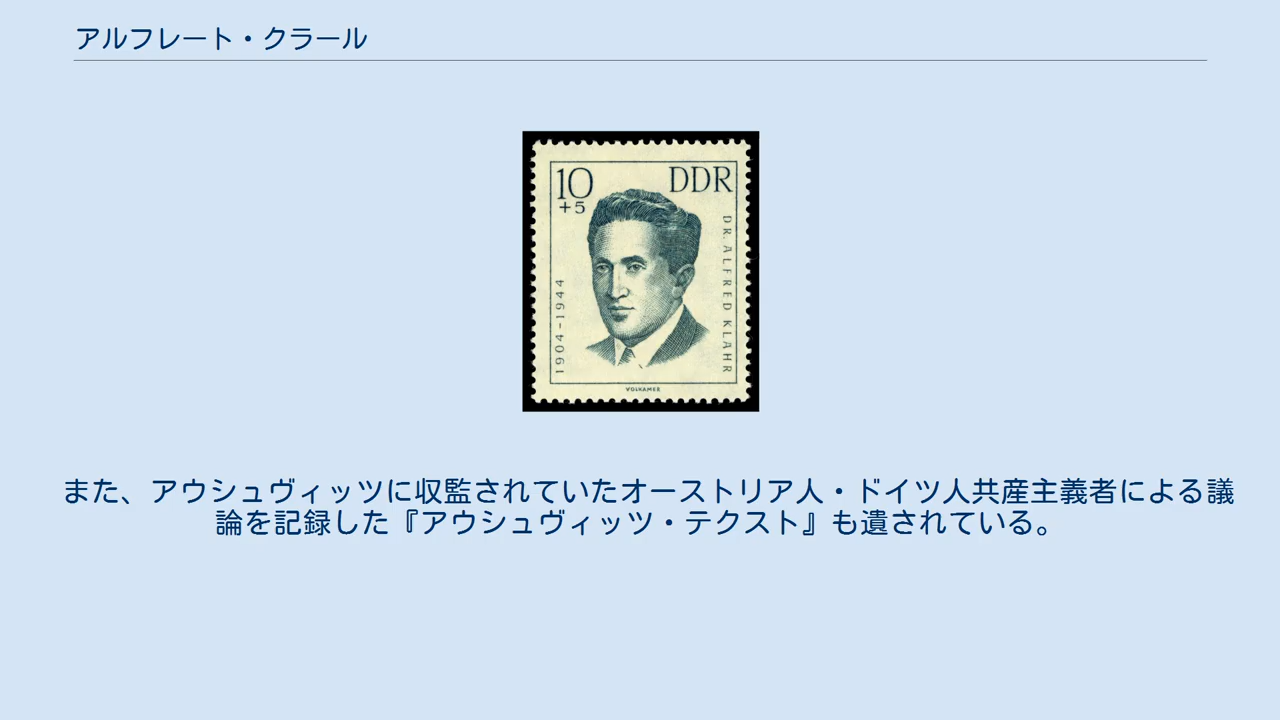 アルフレート・クラール
10
+5
DDR
DR. ALFRED KLAHR
1904-1944
VOLKAMER
また、アウシュヴィッツに収監されていたオーストリア人・ドイツ人共産主義者による議
論を記録した『アウシュヴィッツ・テクスト』も遺されている。